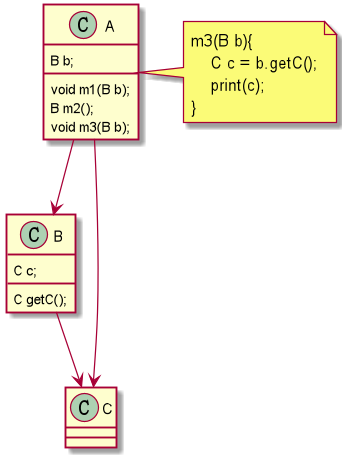 C A
B b;
void m1(B b);
B m2();
void m3(B b);
m3(B b){
C c = b.getC();
print(c);
}
C B
C c;
C getC();
C C